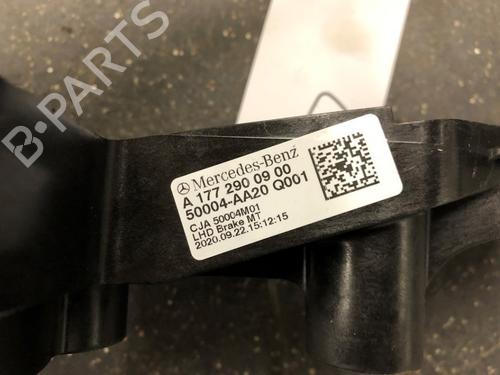 B-PARTS
Mercedes-Benz
A 177 290 09 00
50004-AA20 Q001
CJA 50004M01
LHD Brake MT
2020.09.22.15:12:15